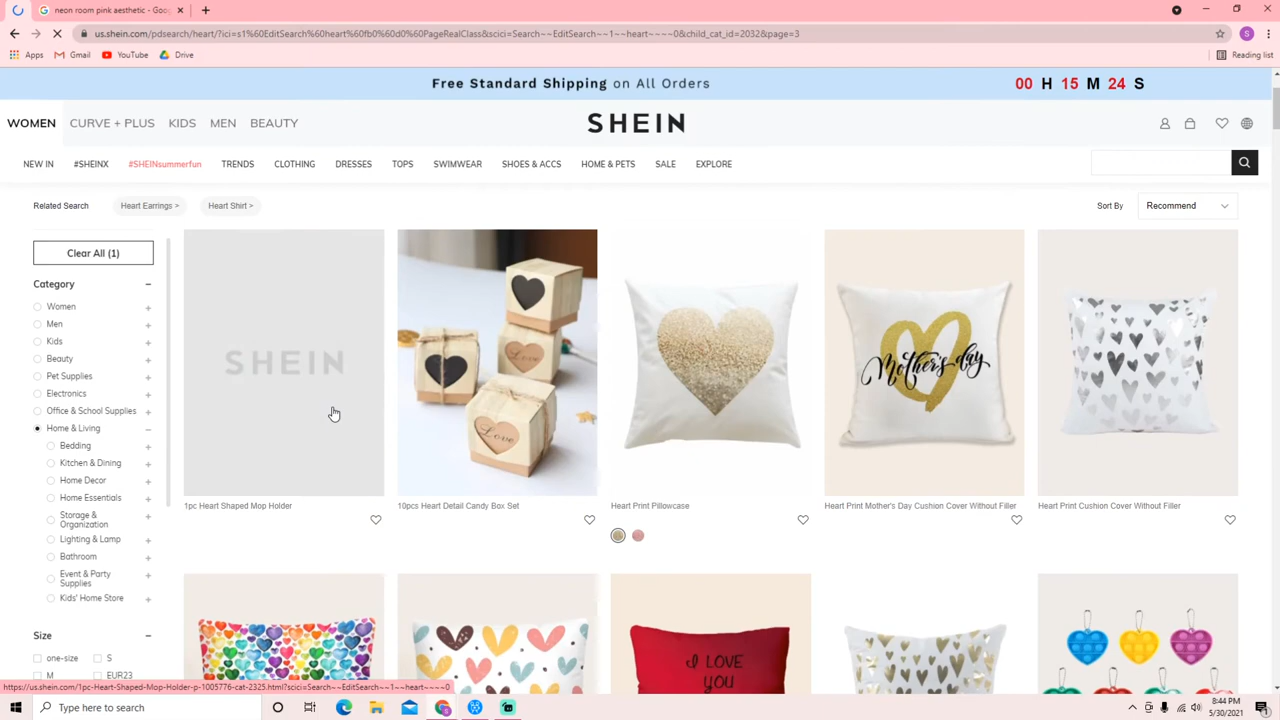 neon room pink aesthetic - Goo
us.shein.com/pdsearch/heart/?ici=s1%60EditSearch%60heart%60fb0%60d0%60PageRealClass&scici=Search~~EditSearch~~1~~heart~~~~0&child_cat_id=2032&page=3
Apps Gmail YouTube Drive Reading list
Free Standard Shipping on All Orders 00 H 15 M 24 S
WOMEN CURVE + PLUS KIDS MEN BEAUTY SHEIN
NEW IN #SHEINX #SHEINsummerfun TRENDS CLOTHING DRESSES TOPS SWIMWEAR SHOES & ACCS HOME & PETS SALE EXPLORE
Related Search Heart Earrings > Heart Shirt > Sort By Recommend
Clear All (1)
Category
Women
Men
Kids
Beauty
Pet Supplies
Electronics
Office & School Supplies
Home & Living
Bedding
Kitchen & Dining
Home Decor
Home Essentials
Storage &
Organization
Lighting & Lamp
Bathroom
Event & Party
Supplies
Kids' Home Store
Size
one-size S
M EUR23
SHEIN
Love
Love
Mother's day
1pc Heart Shaped Mop Holder
10pcs Heart Detail Candy Box Set
Heart Print Pillowcase
Heart Print Mother's Day Cushion Cover Without Filler
Heart Print Cushion Cover Without Filler
I LOVE
YOU
https://us.shein.com/1pc-Heart-Shaped-Mop-Holder-p-1005776-cat-2325.html?scici=Search~~EditSearch~~1~~heart~~~~0
Type here to search
8:44 PM
5/30/2021